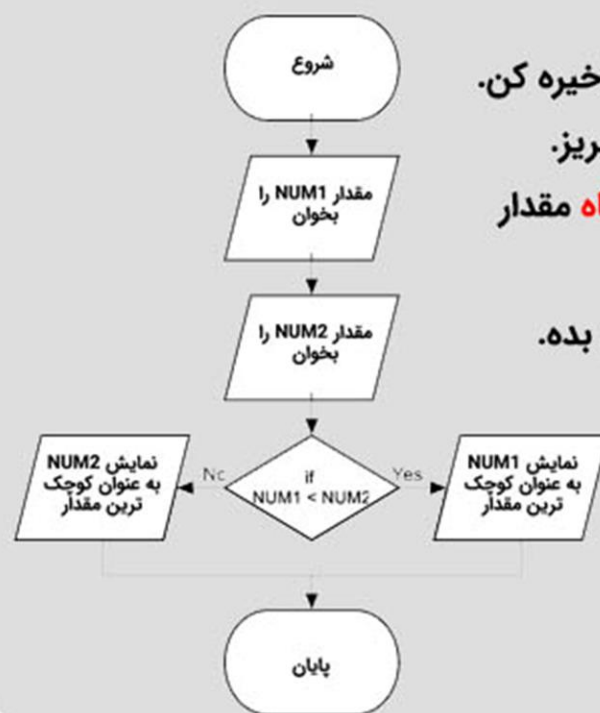 شروع
خیره کن.
ریز.
مقدار NUM1 را
بخوان
اه مقدار
مقدار NUM2 را
بخوان
بده.
نمایش NUM1
به عنوان کوچک
ترین مقدار
Yes
if
NUM1 < NUM2
Nc
نمایش NUM2
به عنوان کوچک
ترین مقدار
پایان